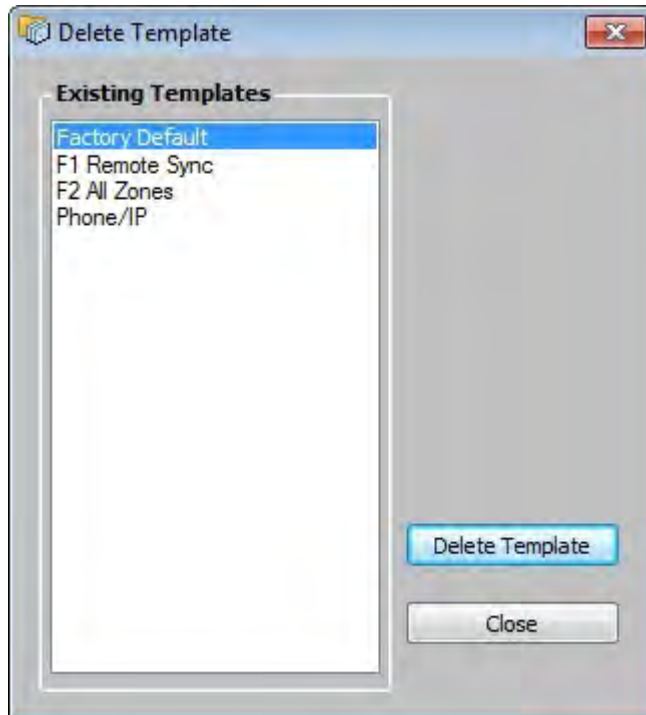 Delete Template
Existing Templates
Factory Default
F1 Remote Sync
F2 All Zones
Phone/IP
Delete Template
Close